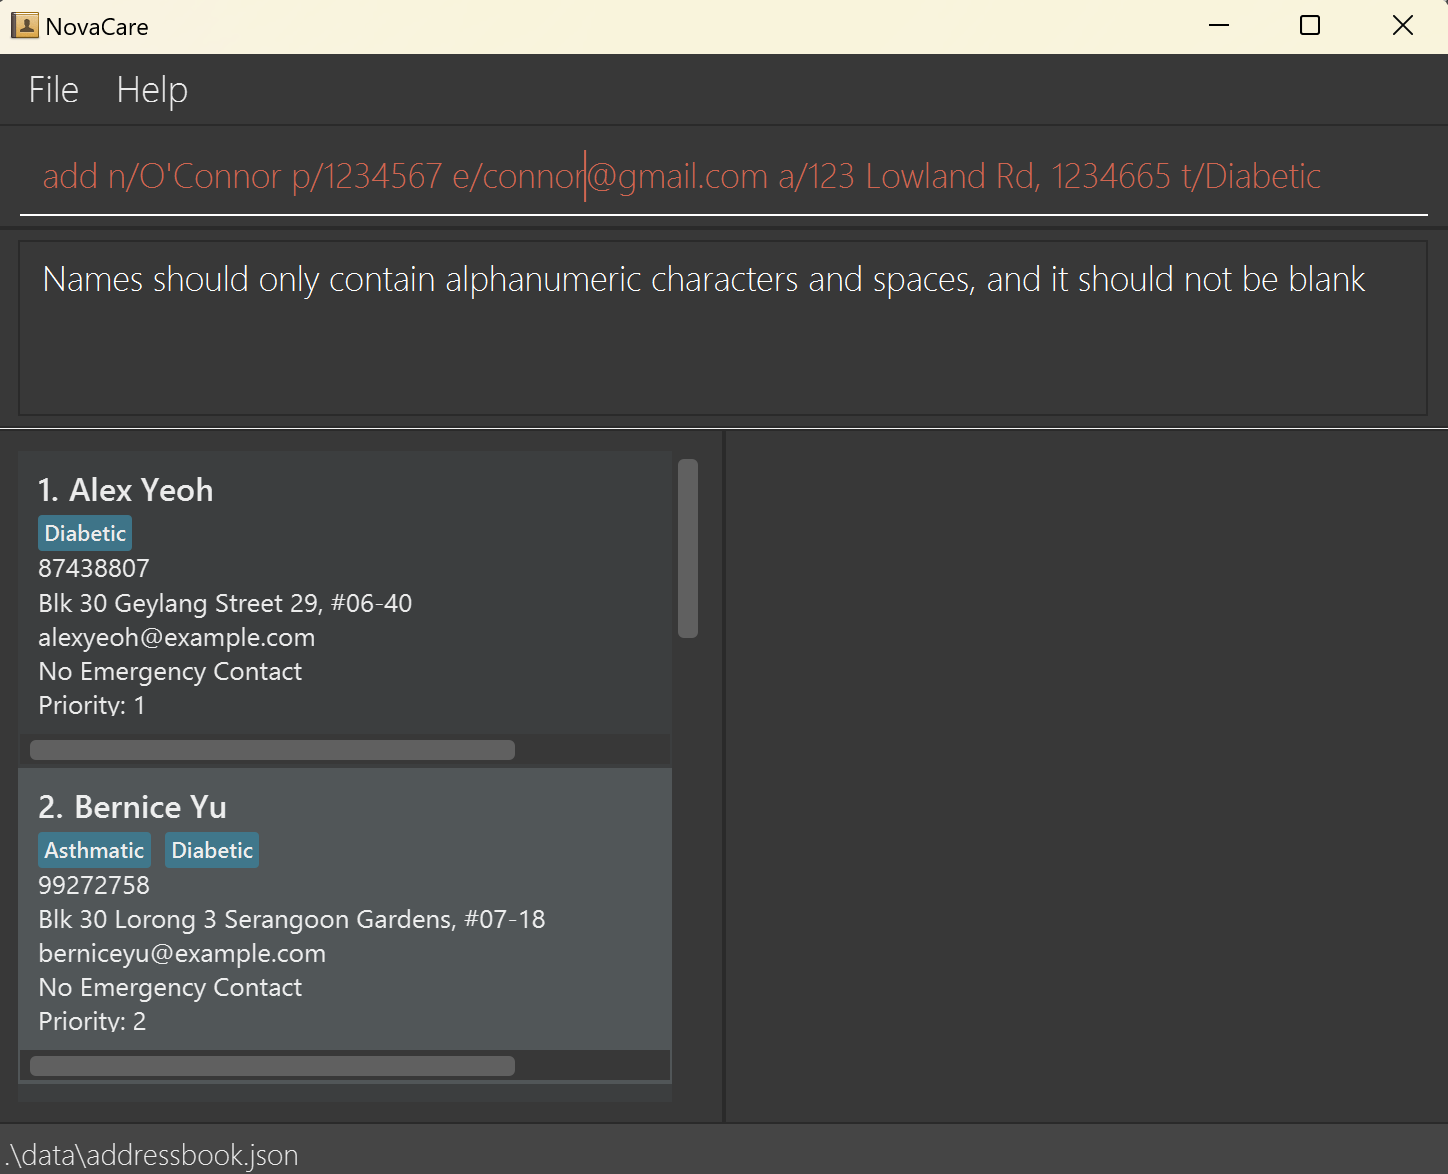 NovaCare
File Help
add n/O'Connor p/1234567 e/connor@gmail.com a/123 Lowland Rd, 1234665 t/Diabetic
Names should only contain alphanumeric characters and spaces, and it should not be blank
1. Alex Yeoh
Diabetic
87438807
Blk 30 Geylang Street 29, #06-40
alexyeoh@example.com
No Emergency Contact
Priority: 1
2. Bernice Yu
Asthmatic Diabetic
99272758
Blk 30 Lorong 3 Serangoon Gardens, #07-18
berniceyu@example.com
No Emergency Contact
Priority: 2
.\data\addressbook.json